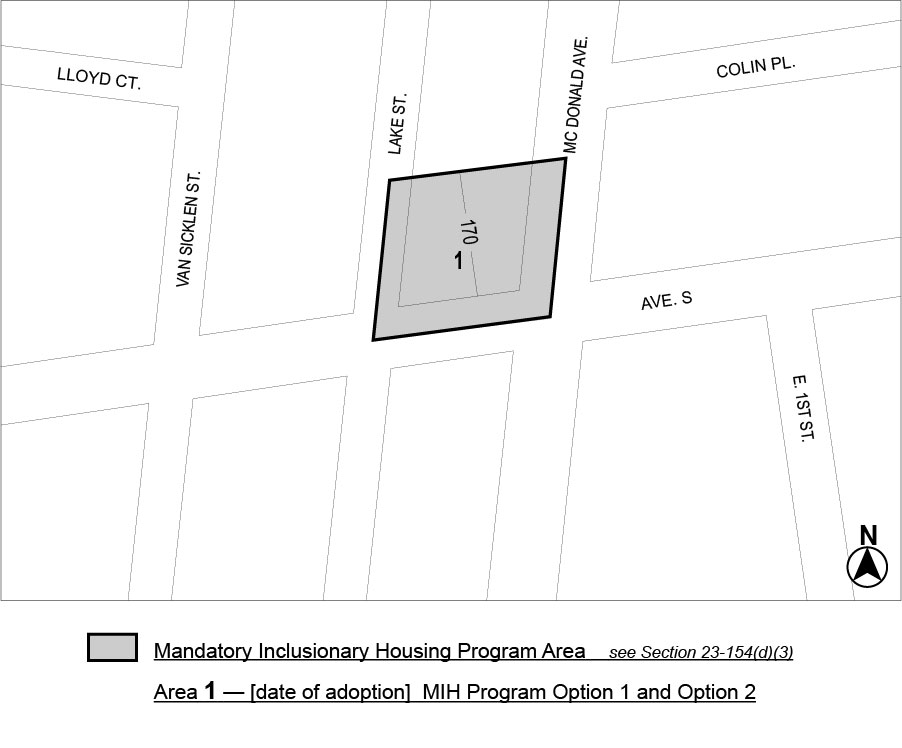 LLOYD CT.
VAN SICKLEN ST.
LAKE ST.
MC DONALD AVE.
COLIN PL.
170
1
AVE. S
E. 1ST ST.
N
Mandatory Inclusionary Housing Program Area see Section 23-154(d)(3)
Area 1 — [date of adoption] MIH Program Option 1 and Option 2